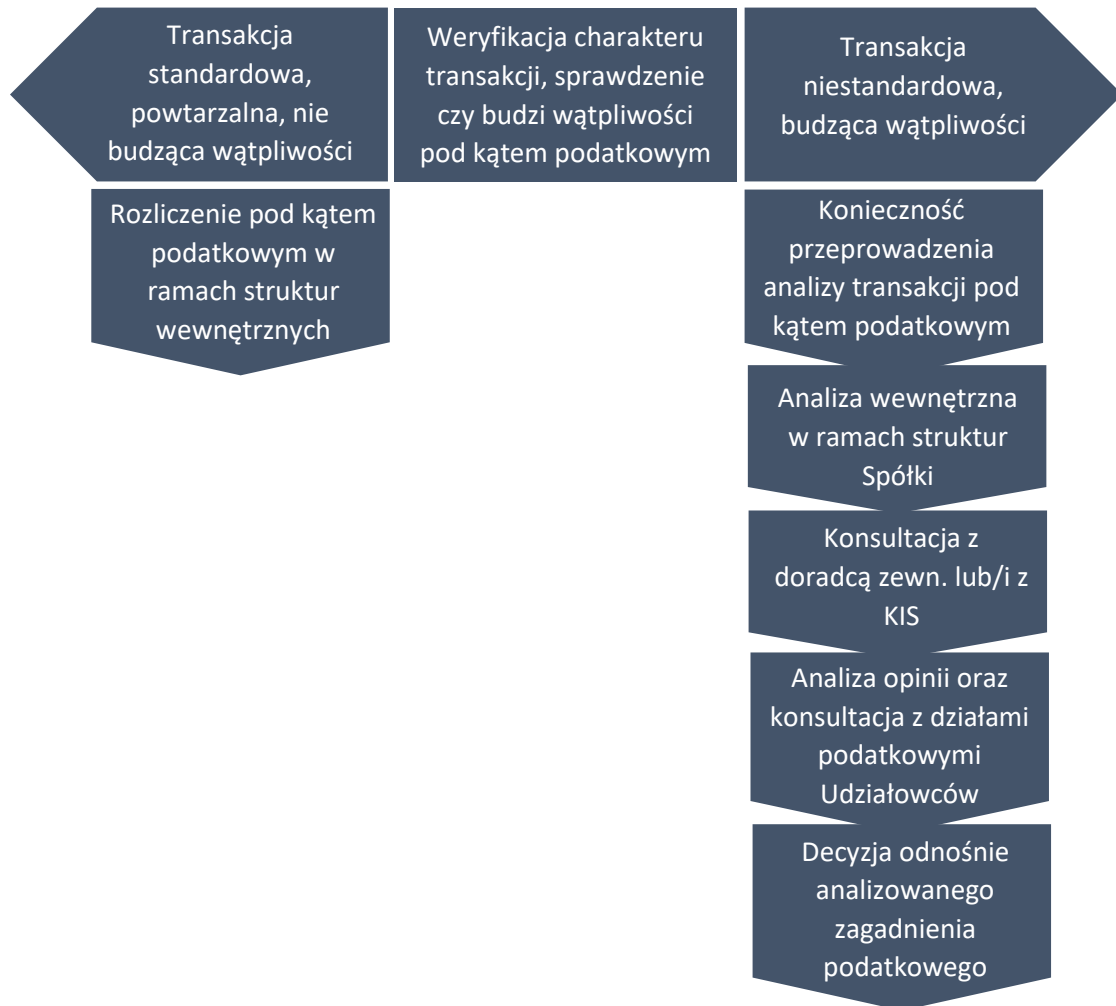 Transakcja
standardowa,
powtarzalna, nie
budząca wątpliwości
Weryfikacja charakteru
transakcji, sprawdzenie
czy budzi wątpliwości
pod kątem podatkowym
Transakcja
niestandardowa,
budząca wątpliwości
Rozliczenie pod kątem
podatkowym w
ramach struktur
wewnętrznych
Konieczność
przeprowadzenia
analizy transakcji pod
kątem podatkowym
Analiza wewnętrzna
w ramach struktur
Spółki
Konsultacja z
doradcą zewn. lub/i z
KIS
Analiza opinii oraz
konsultacja z działami
podatkowymi
Udziałowców
Decyzja odnośnie
analizowanego
zagadnienia
podatkowego